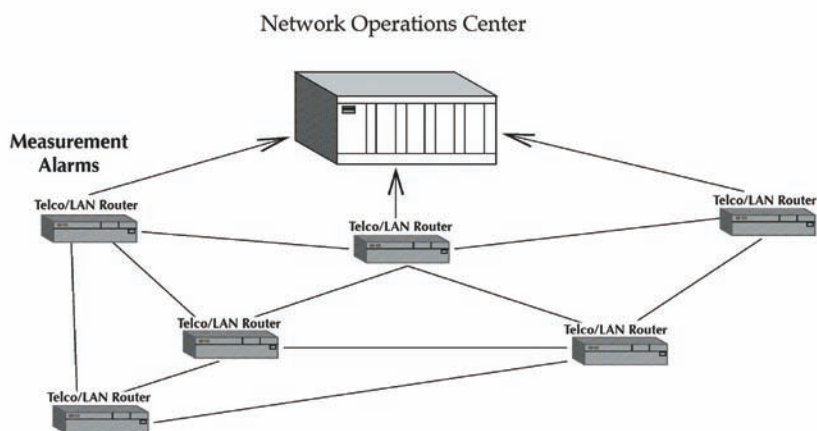 Network Operations Center
Measurement
Alarms
Telco/LAN Router
Telco/LAN Router
Telco/LAN Router
Telco/LAN Router
Telco/LAN Router
Telco/LAN Router